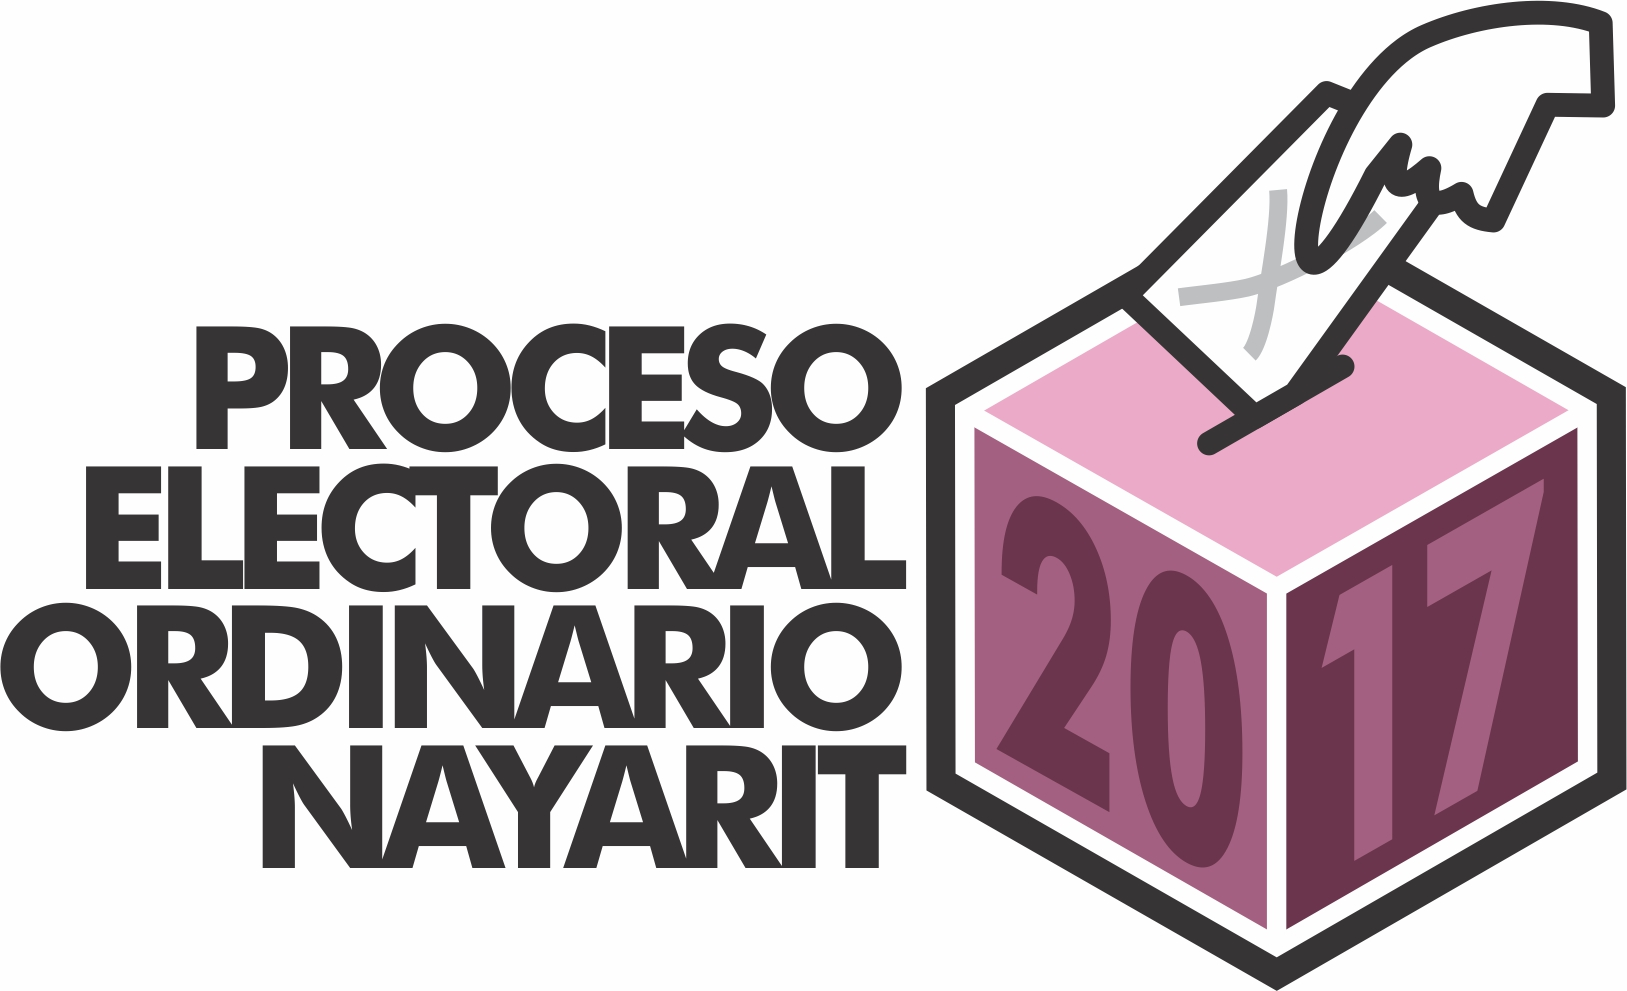 PROCESO
ELECTORAL
ORDINARIO
NAYARIT
2017